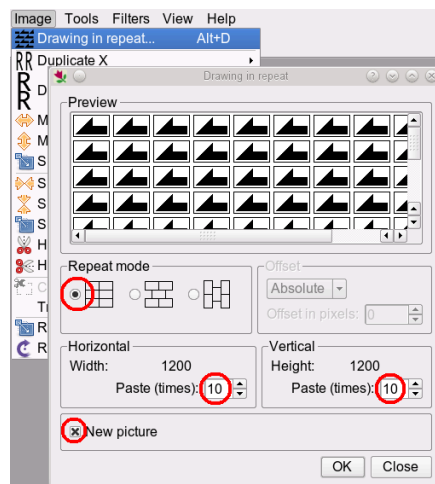 Image Tools Filters View Help
Drawing in repeat... Alt+D
RR Duplicate X
Drawing in repeat
R
R D
Preview
M
M
S
S
S
S
H
H
C
R
R
Repeat mode
Offset
Absolute
Offset in pixels: 0
Horizontal
Width: 1200
Paste (times): 10
Vertical
Height: 1200
Paste (times): 10
New picture
OK Close